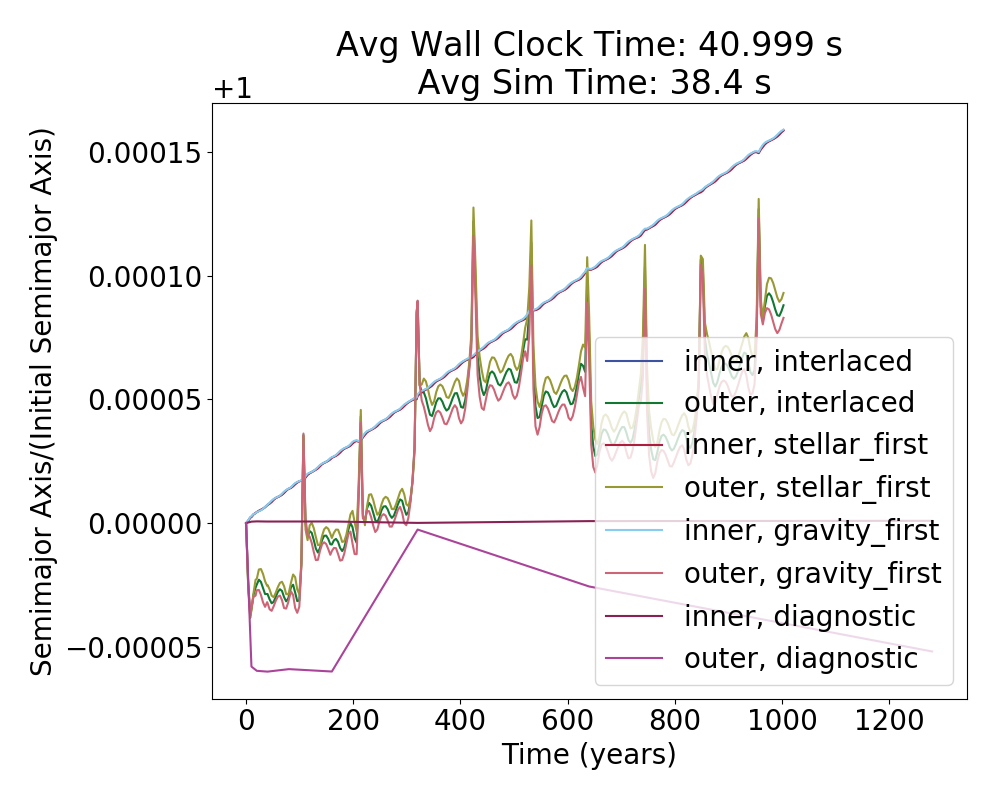 Avg Wall Clock Time: 40.999 s
Avg Sim Time: 38.4 s
+1
Semimajor Axis/(Initial Semimajor Axis)
0.00015
0.00010
0.00005
0.00000
−0.00005
inner, interlaced
outer, interlaced
inner, stellar_first
outer, stellar_first
inner, gravity_first
outer, gravity_first
inner, diagnostic
outer, diagnostic
0 200 400 600 800 1000 1200
Time (years)